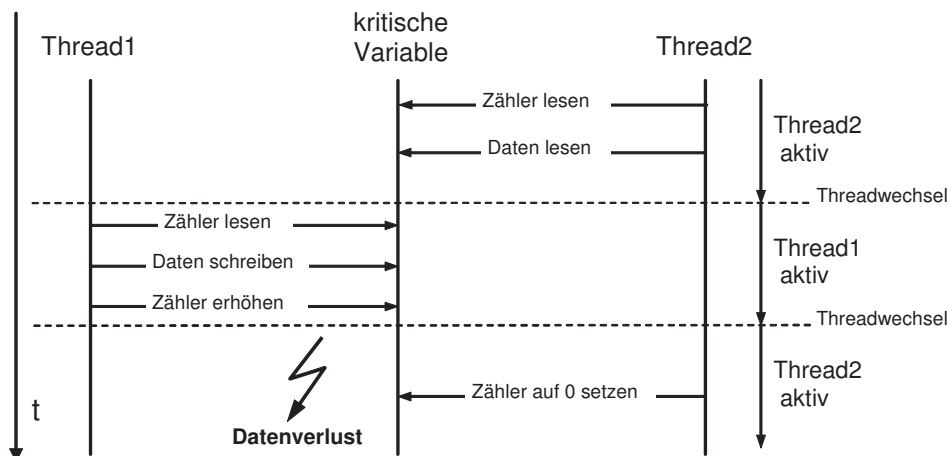 kritische
Variable
Thread1
Thread2
Zähler lesen
Daten lesen
Thread2
aktiv
Threadwechsel
Zähler lesen
Daten schreiben
Zähler erhöhen
Thread1
aktiv
Threadwechsel
Zähler auf 0 setzen
Thread2
aktiv
t
Datenverlust